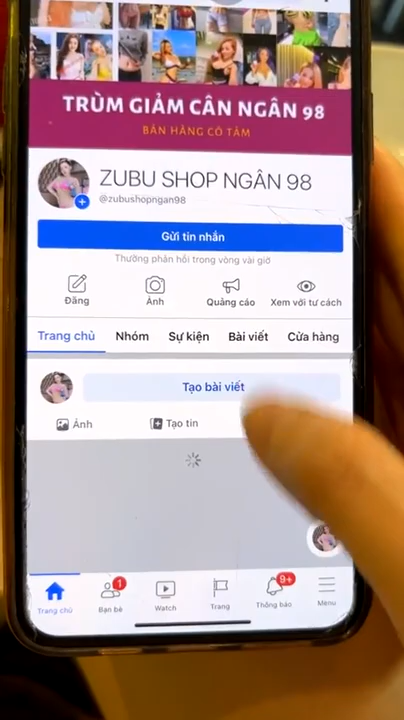 TRÙM GIẢM CÂN NGÂN 98
BÁN HÀNG CÓ TÂM
ZUBU SHOP NGÂN 98
@zubushopngan98
Gửi tin nhắn
Thường phản hồi trong vòng vài giờ
Đăng
Ảnh
Quảng cáo
Xem với tư cách
Trang chủ
Nhóm
Sự kiện
Bài viết
Cửa hàng
Tạo bài viết
Ảnh
Tạo tin
1
9+
Trang chủ
Bạn bè
Watch
Trang
Thông báo
Menu